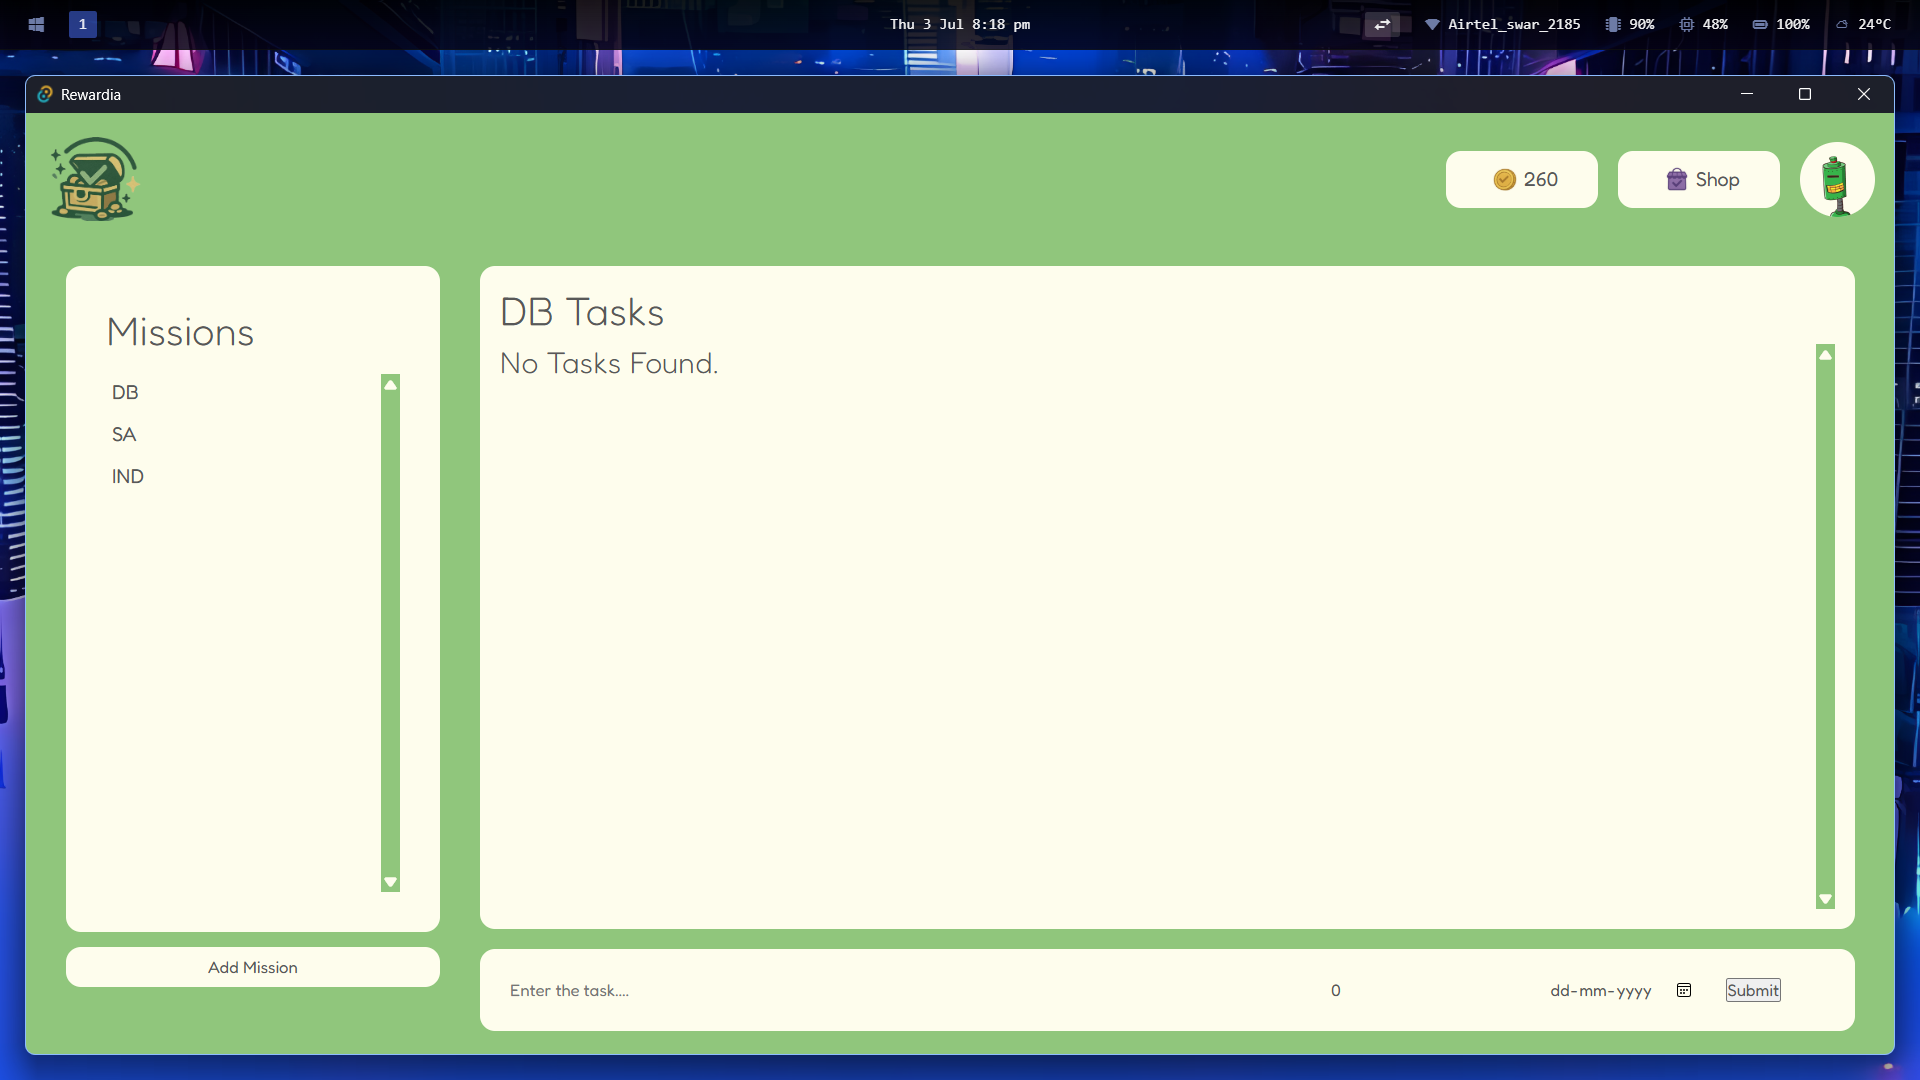 1
Thu 3 Jul 8:18 pm
Airtel_swar_2185
90%
48%
100%
24°C
Rewardia
260
Shop
Missions
DB
SA
IND
Add Mission
DB Tasks
No Tasks Found.
Enter the task....
0
dd-mm-yyyy
Submit